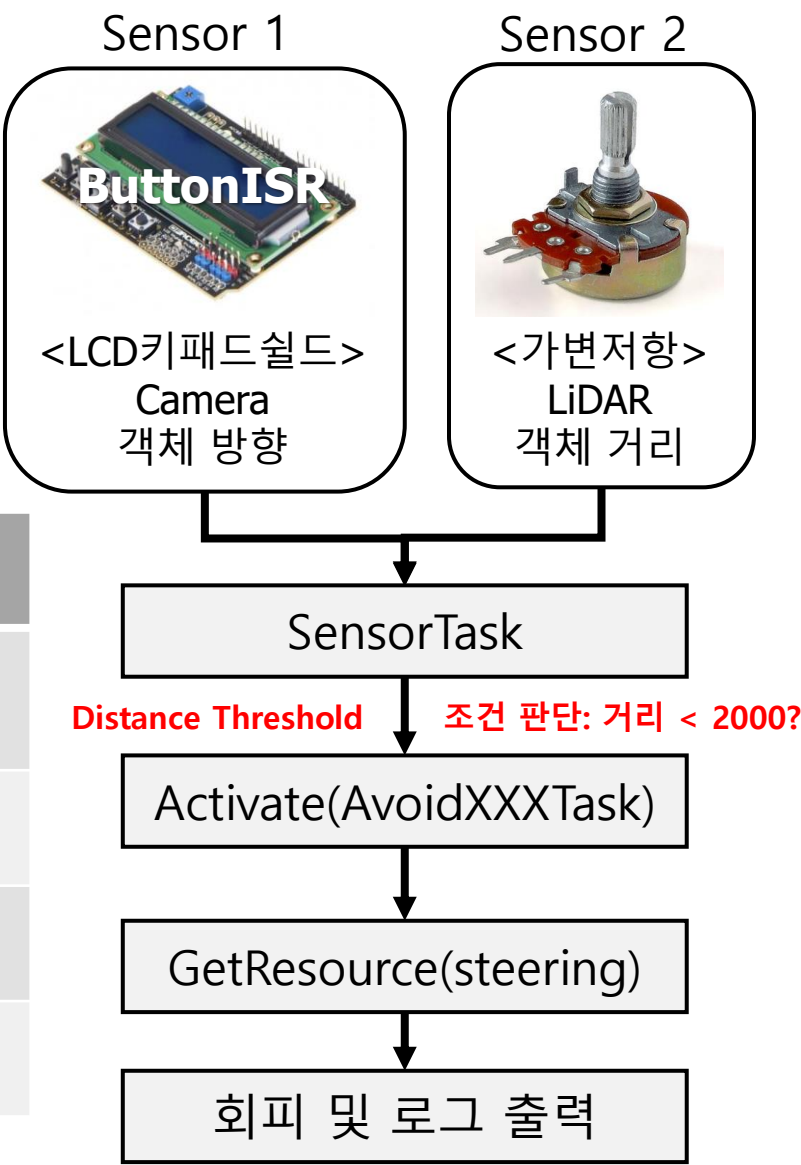 Sensor 1
Sensor 2
ButtonISR
<LCD키패드쉴드>
Camera
객체 방향
<가변저항>
LiDAR
객체 거리
SensorTask
Distance Threshold
조건 판단: 거리 < 2000?
Activate(AvoidXXXTask)
GetResource(steering)
회피 및 로그 출력